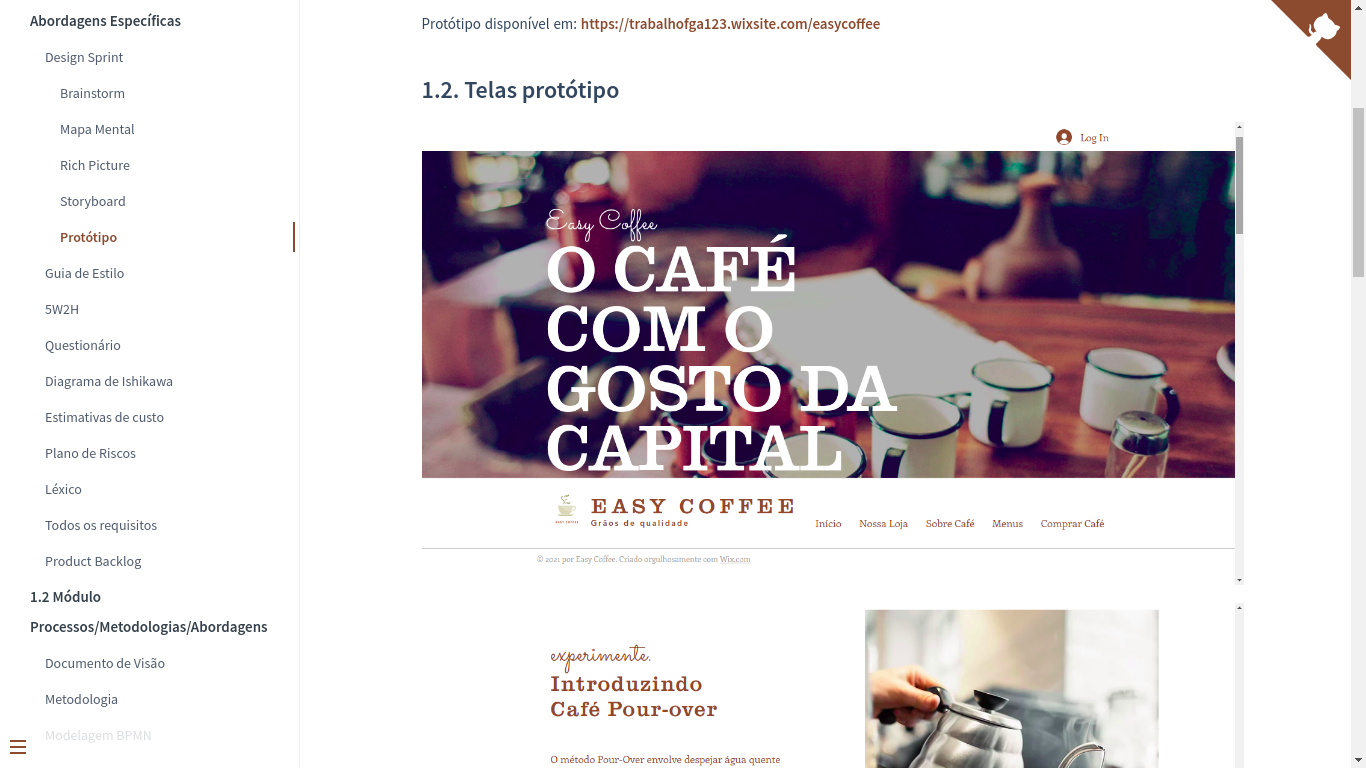 Abordagens Específicas
Design Sprint
Brainstorm
Mapa Mental
Rich Picture
Storyboard
Protótipo
Guia de Estilo
5W2H
Questionário
Diagrama de Ishikawa
Estimativas de custo
Plano de Riscos
Léxico
Todos os requisitos
Product Backlog
1.2 Módulo
Processos/Metodologias/Abordagens
Documento de Visão
Metodologia
Modelagem BPMN
Protótipo disponível em: https://trabalhofga123.wixsite.com/easycoffee
1.2. Telas protótipo
Log In
Easy Coffee
O CAFÉ
COM O
GOSTO DA
CAPITAL
EASY COFFEE
EASY COFFEE
Grãos de qualidade
Início Nossa Loja Sobre Café Menus Comprar Café
© 2021 por Easy Coffee. Criado orgulhosamente com Wix.com
experimente.
Introduzindo
Café Pour-over
O método Pour-Over envolve despejar água quente